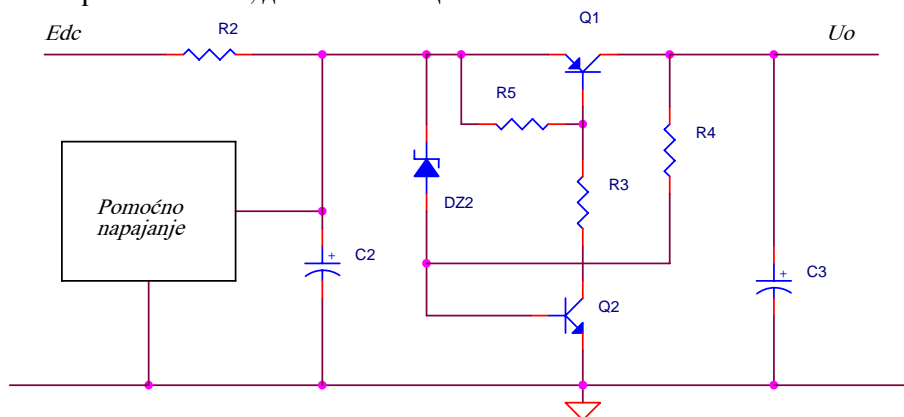 Edc
R2
Q1
Uo
R5
R4
R3
DZ2
Pomoćno
napajanje
C2
+
Q2
C3
+